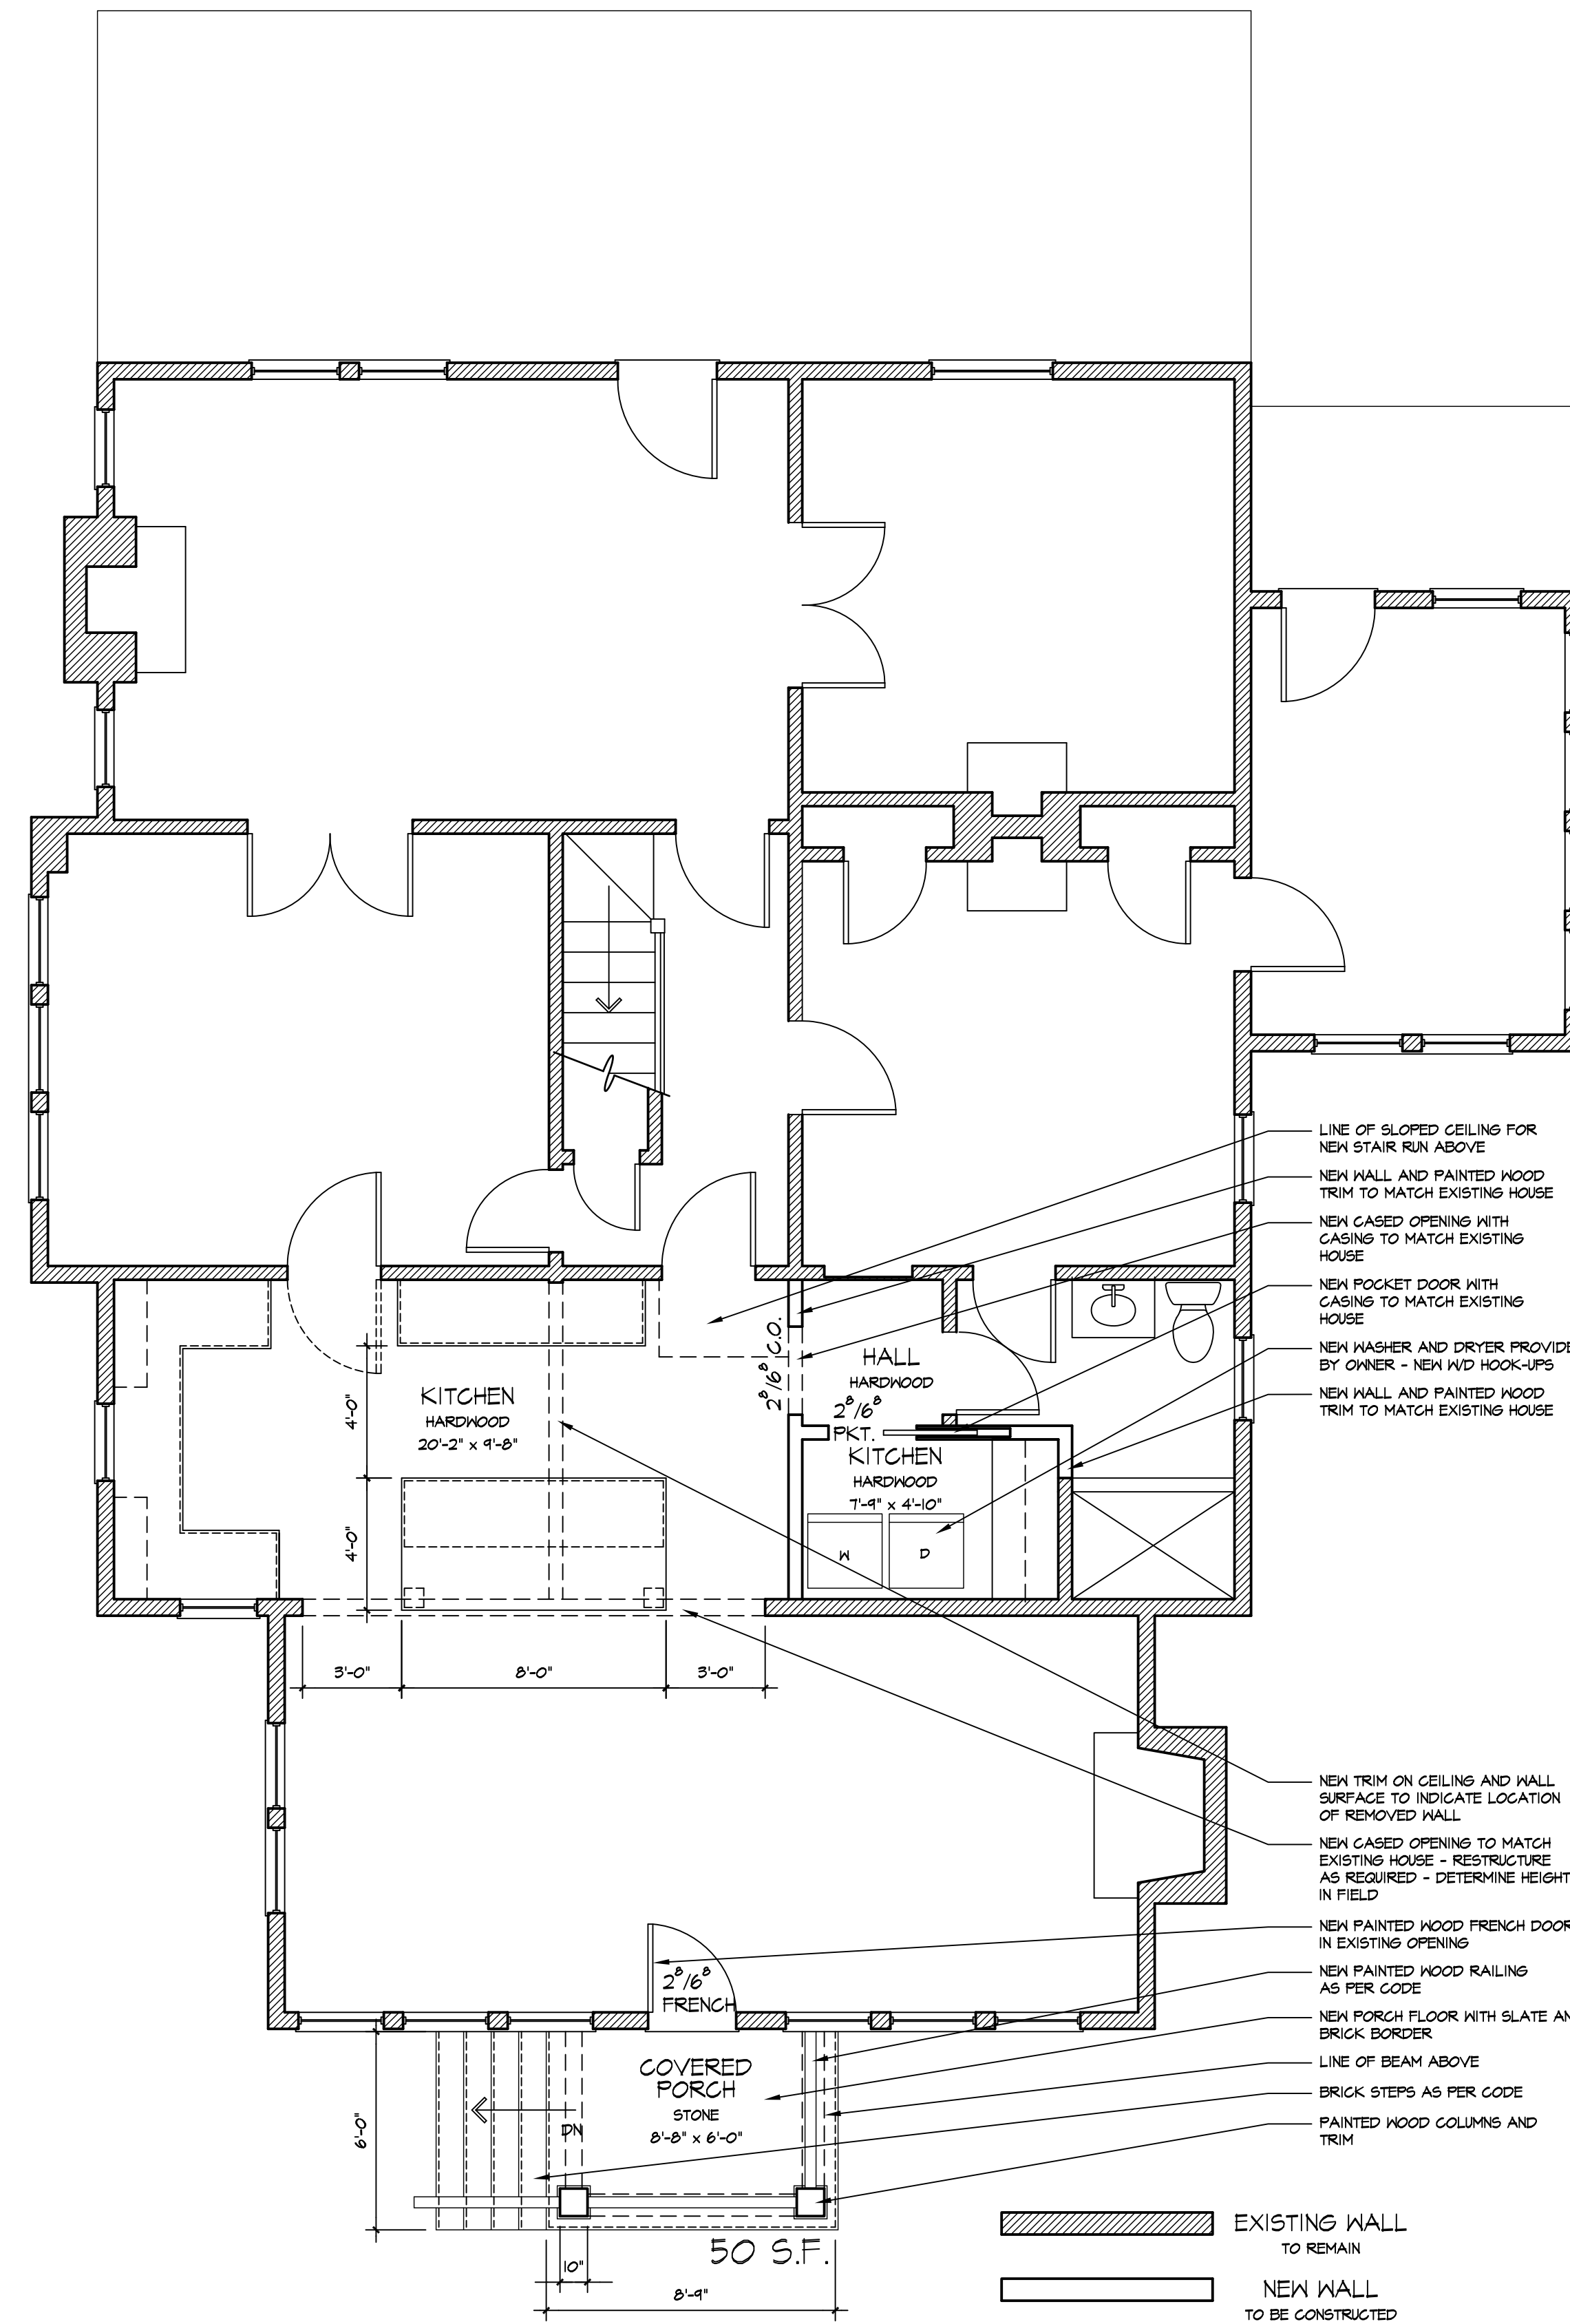 LINE OF SLOPED CEILING FOR
NEW STAIR RUN ABOVE
NEW WALL AND PAINTED WOOD
TRIM TO MATCH EXISTING HOUSE
NEW CASED OPENING WITH
CASING TO MATCH EXISTING
HOUSE
NEW POCKET DOOR WITH
CASING TO MATCH EXISTING
HOUSE
NEW WASHER AND DRYER PROVIDE
BY OWNER - NEW W/D HOOK-UPS
NEW WALL AND PAINTED WOOD
TRIM TO MATCH EXISTING HOUSE
2⁸/6⁸ C.O.
HALL
HARDWOOD
2⁸/6⁸
PKT.
KITCHEN
HARDWOOD
20'-2" x 9'-8"
4'-0"
4'-0"
KITCHEN
HARDWOOD
7'-9" x 4'-10"
W
D
3'-0"
8'-0"
3'-0"
NEW TRIM ON CEILING AND WALL
SURFACE TO INDICATE LOCATION
OF REMOVED WALL
NEW CASED OPENING TO MATCH
EXISTING HOUSE - RESTRUCTURE
AS REQUIRED - DETERMINE HEIGHT
IN FIELD
NEW PAINTED WOOD FRENCH DOOR
IN EXISTING OPENING
NEW PAINTED WOOD RAILING
AS PER CODE
NEW PORCH FLOOR WITH SLATE AN
BRICK BORDER
LINE OF BEAM ABOVE
BRICK STEPS AS PER CODE
PAINTED WOOD COLUMNS AND
TRIM
2⁸/6⁸
FRENCH
COVERED
PORCH
STONE
8'-8" x 6'-0"
DN
6'-0"
50 S.F.
10"
8'-9"
EXISTING WALL
TO REMAIN
NEW WALL
TO BE CONSTRUCTED